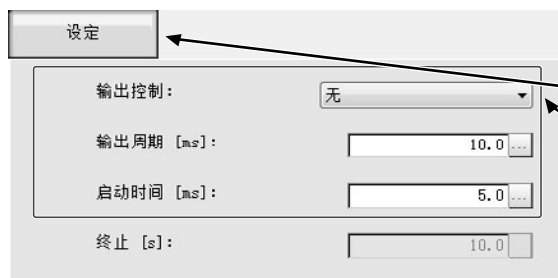 设定
输出控制: 无
输出周期 [ms]: 10.0 ...
启动时间 [ms]: 5.0 ...
终止 [s]: 10.0